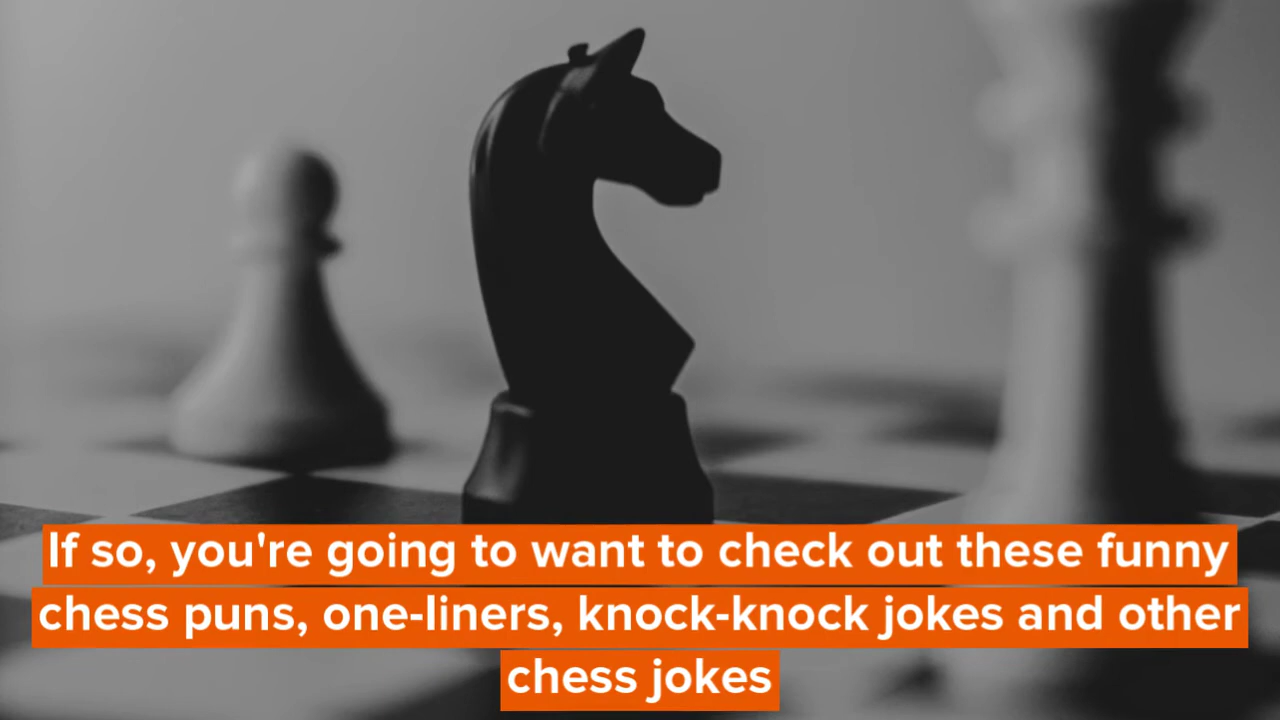 If so, you're going to want to check out these funny
chess puns, one-liners, knock-knock jokes and other
chess jokes